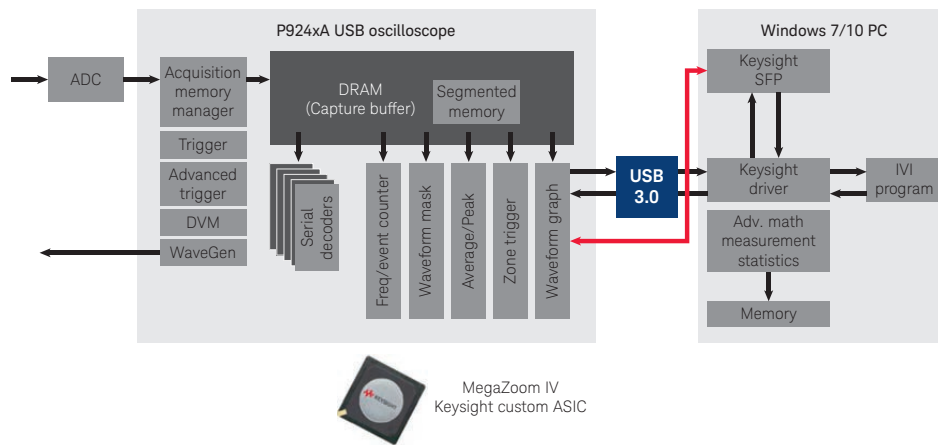 P924xA USB oscilloscope
Windows 7/10 PC
ADC
Acquisition
memory
manager
Trigger
Advanced
trigger
DVM
WaveGen
DRAM
(Capture buffer)
Segmented
memory
Serial
decoders
Freq/event counter
Waveform mask
Average/Peak
Zone trigger
Waveform graph
USB
3.0
Keysight
SFP
Keysight
driver
IVI
program
Adv. math
measurement
statistics
Memory
KEYSIGHT
MegaZoom IV
Keysight custom ASIC